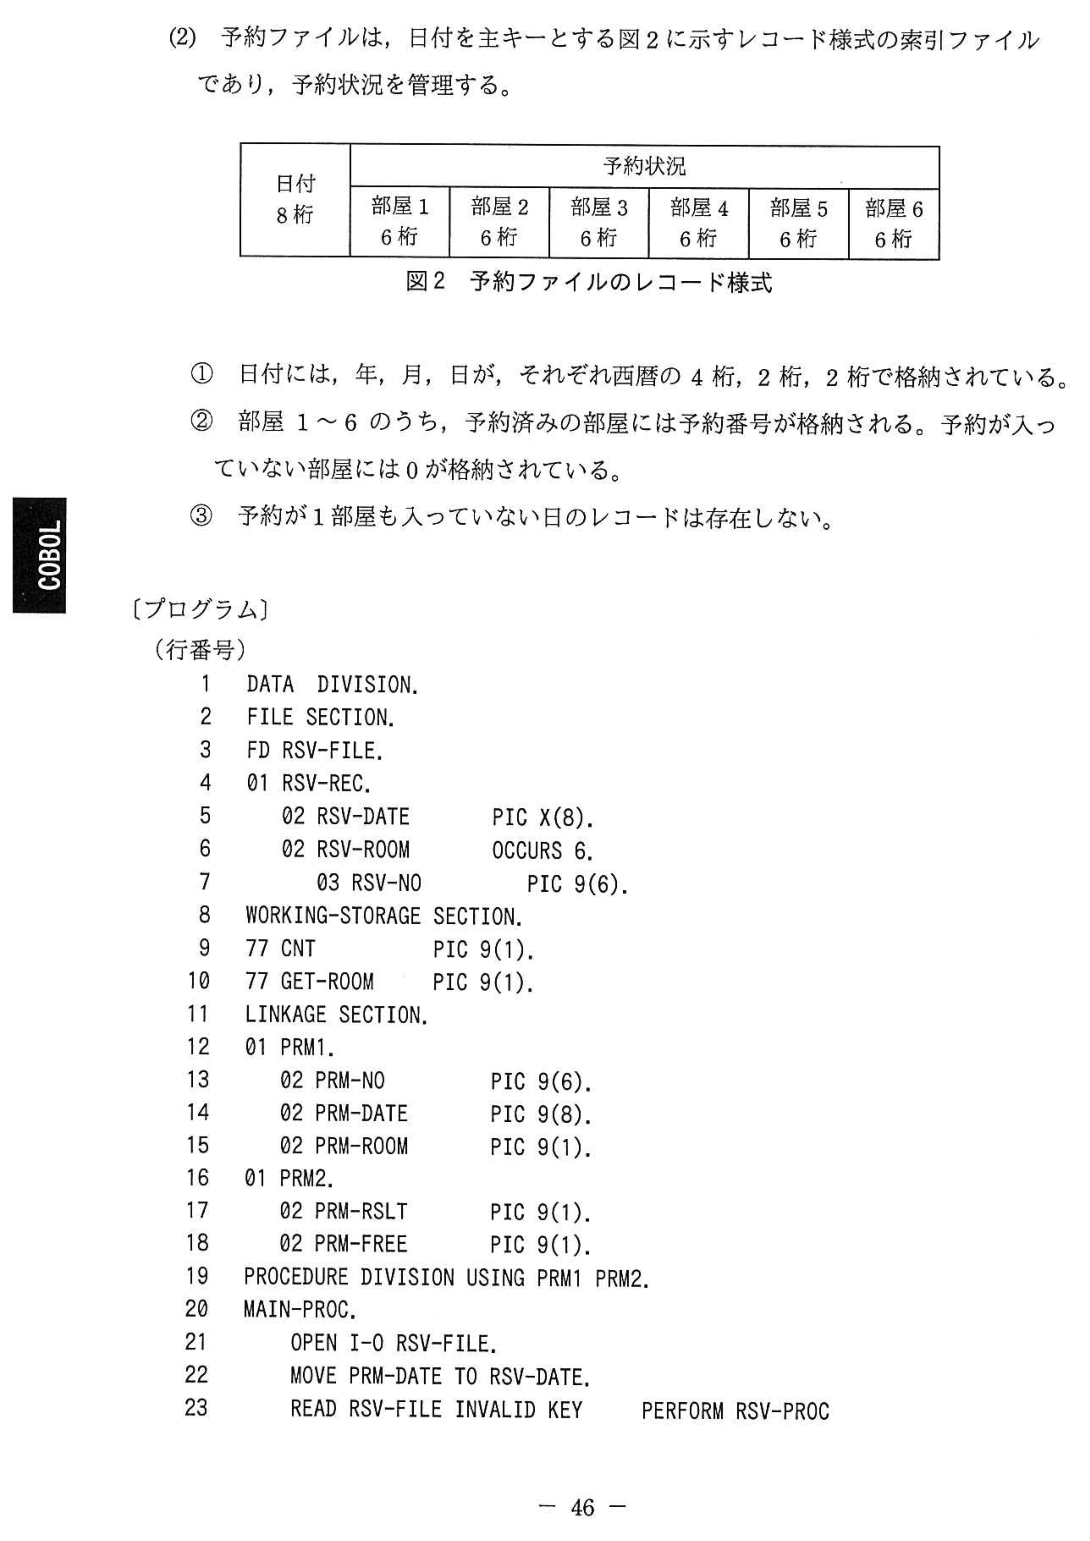 (2) 予約ファイルは，日付を主キーとする図2に示すレコード様式の索引ファイル
であり，予約状況を管理する。
日付
8桁
予約状況
部屋1
6桁
部屋2
6桁
部屋3
6桁
部屋4
6桁
部屋5
6桁
部屋6
6桁
図2 予約ファイルのレコード様式
① 日付には，年，月，日が，それぞれ西暦の 4 桁，2 桁，2 桁で格納されている。
② 部屋 1～6 のうち，予約済みの部屋には予約番号が格納される。予約が入っ
ていない部屋には0が格納されている。
③ 予約が1部屋も入っていない日のレコードは存在しない。
COBOL
〔プログラム〕
（行番号）
1 DATA DIVISION.
2 FILE SECTION.
3 FD RSV-FILE.
4 01 RSV-REC.
5 02 RSV-DATE PIC X(8).
6 02 RSV-ROOM OCCURS 6.
7 03 RSV-NO PIC 9(6).
8 WORKING-STORAGE SECTION.
9 77 CNT PIC 9(1).
10 77 GET-ROOM PIC 9(1).
11 LINKAGE SECTION.
12 01 PRM1.
13 02 PRM-NO PIC 9(6).
14 02 PRM-DATE PIC 9(8).
15 02 PRM-ROOM PIC 9(1).
16 01 PRM2.
17 02 PRM-RSLT PIC 9(1).
18 02 PRM-FREE PIC 9(1).
19 PROCEDURE DIVISION USING PRM1 PRM2.
20 MAIN-PROC.
21 OPEN I-O RSV-FILE.
22 MOVE PRM-DATE TO RSV-DATE.
23 READ RSV-FILE INVALID KEY PERFORM RSV-PROC
－ 46 －